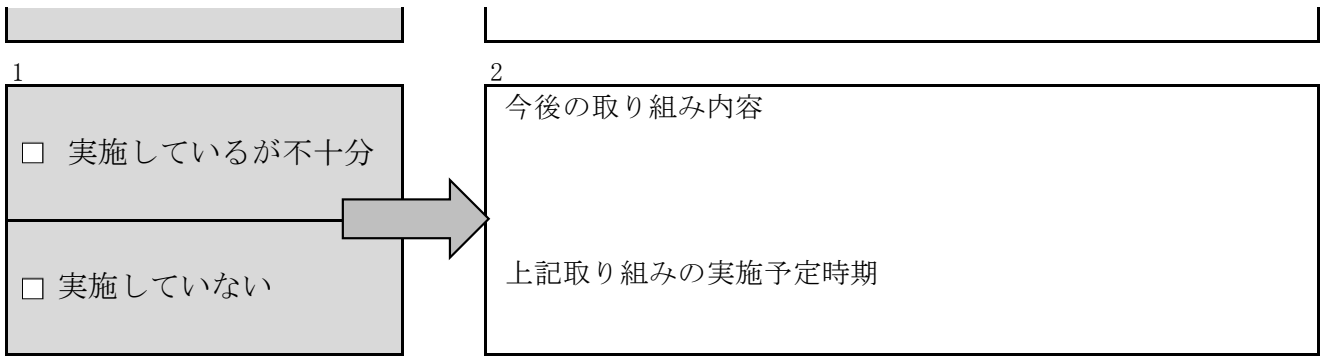 1
2
□ 実施しているが不十分
□ 実施していない
今後の取り組み内容
上記取り組みの実施予定時期